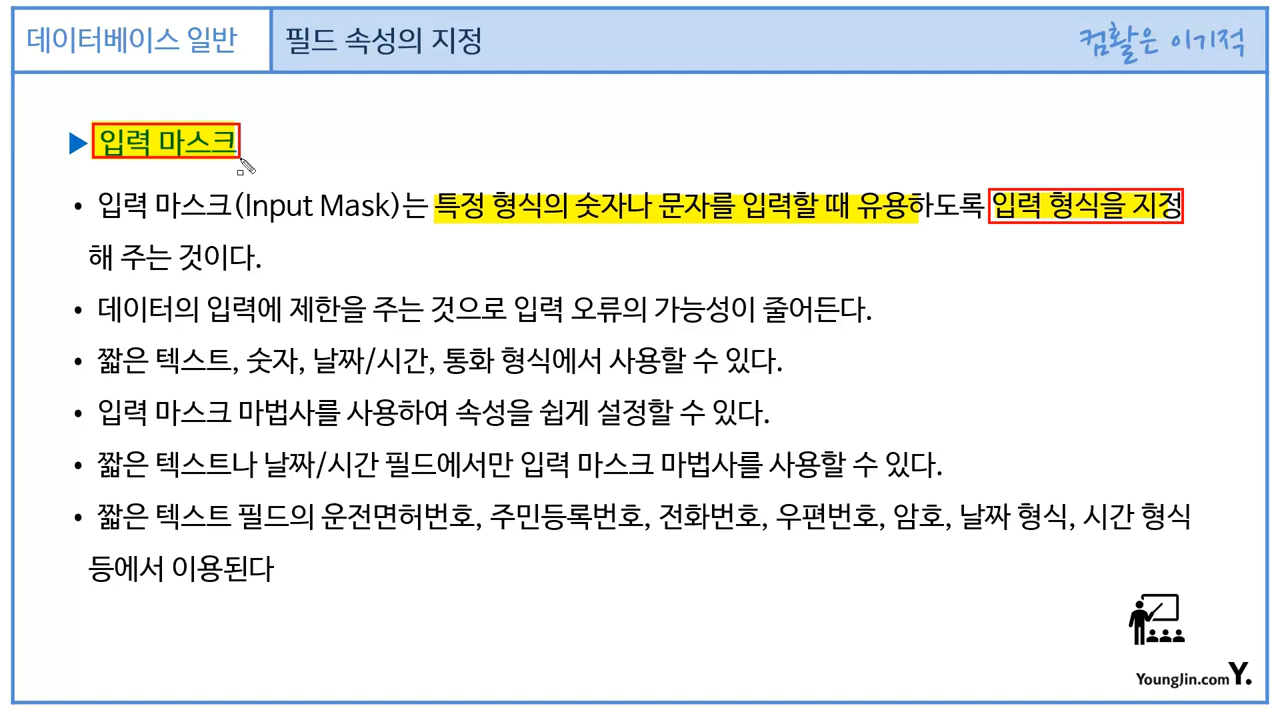 데이터베이스 일반
필드 속성의 지정
컴활은 이기적
▶ 입력 마스크
• 입력 마스크(Input Mask)는 특정 형식의 숫자나 문자를 입력할 때 유용하도록 입력 형식을 지정
해 주는 것이다.
• 데이터의 입력에 제한을 주는 것으로 입력 오류의 가능성이 줄어든다.
• 짧은 텍스트, 숫자, 날짜/시간, 통화 형식에서 사용할 수 있다.
• 입력 마스크 마법사를 사용하여 속성을 쉽게 설정할 수 있다.
• 짧은 텍스트나 날짜/시간 필드에서만 입력 마스크 마법사를 사용할 수 있다.
• 짧은 텍스트 필드의 운전면허번호, 주민등록번호, 전화번호, 우편번호, 암호, 날짜 형식, 시간 형식
등에서 이용된다
YoungJin.com Y.